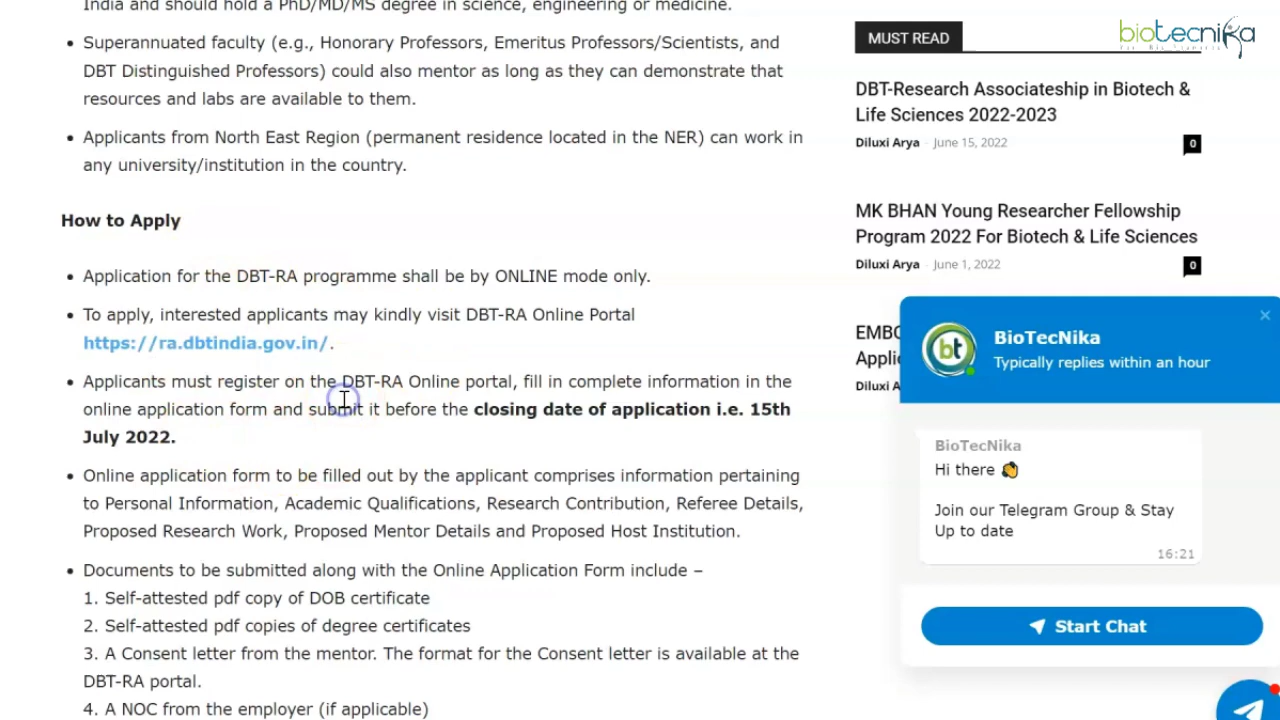 India and should hold a PhD/MD/MS degree in science, engineering or medicine.
• Superannuated faculty (e.g., Honorary Professors, Emeritus Professors/Scientists, and
DBT Distinguished Professors) could also mentor as long as they can demonstrate that
resources and labs are available to them.
• Applicants from North East Region (permanent residence located in the NER) can work in
any university/institution in the country.
How to Apply
• Application for the DBT-RA programme shall be by ONLINE mode only.
• To apply, interested applicants may kindly visit DBT-RA Online Portal
https://ra.dbtindia.gov.in/.
• Applicants must register on the DBT-RA Online portal, fill in complete information in the
online application form and submit it before the closing date of application i.e. 15th
July 2022.
• Online application form to be filled out by the applicant comprises information pertaining
to Personal Information, Academic Qualifications, Research Contribution, Referee Details,
Proposed Research Work, Proposed Mentor Details and Proposed Host Institution.
• Documents to be submitted along with the Online Application Form include –
1. Self-attested pdf copy of DOB certificate
2. Self-attested pdf copies of degree certificates
3. A Consent letter from the mentor. The format for the Consent letter is available at the
DBT-RA portal.
4. A NOC from the employer (if applicable)
biotecnika
MUST READ
DBT-Research Associateship in Biotech &
Life Sciences 2022-2023
Diluxi Arya - June 15, 2022
0
MK BHAN Young Researcher Fellowship
Program 2022 For Biotech & Life Sciences
Diluxi Arya - June 1, 2022
0
EMBO
Applic
Diluxi A
BioTecNika
Typically replies within an hour
BioTecNika
Hi there
Join our Telegram Group & Stay
Up to date
16:21
Start Chat